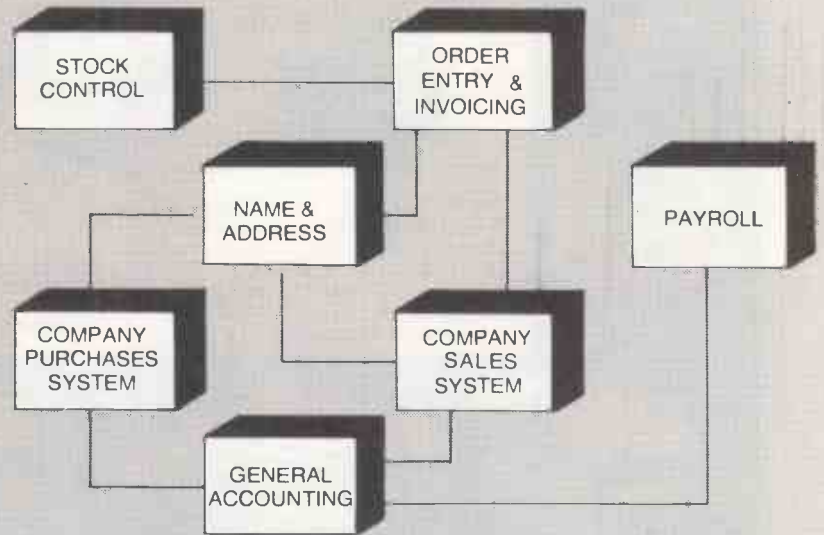 STOCK
CONTROL
ORDER
ENTRY &
INVOICING
NAME &
ADDRESS
PAYROLL
COMPANY
PURCHASES
SYSTEM
COMPANY
SALES
SYSTEM
GENERAL
ACCOUNTING